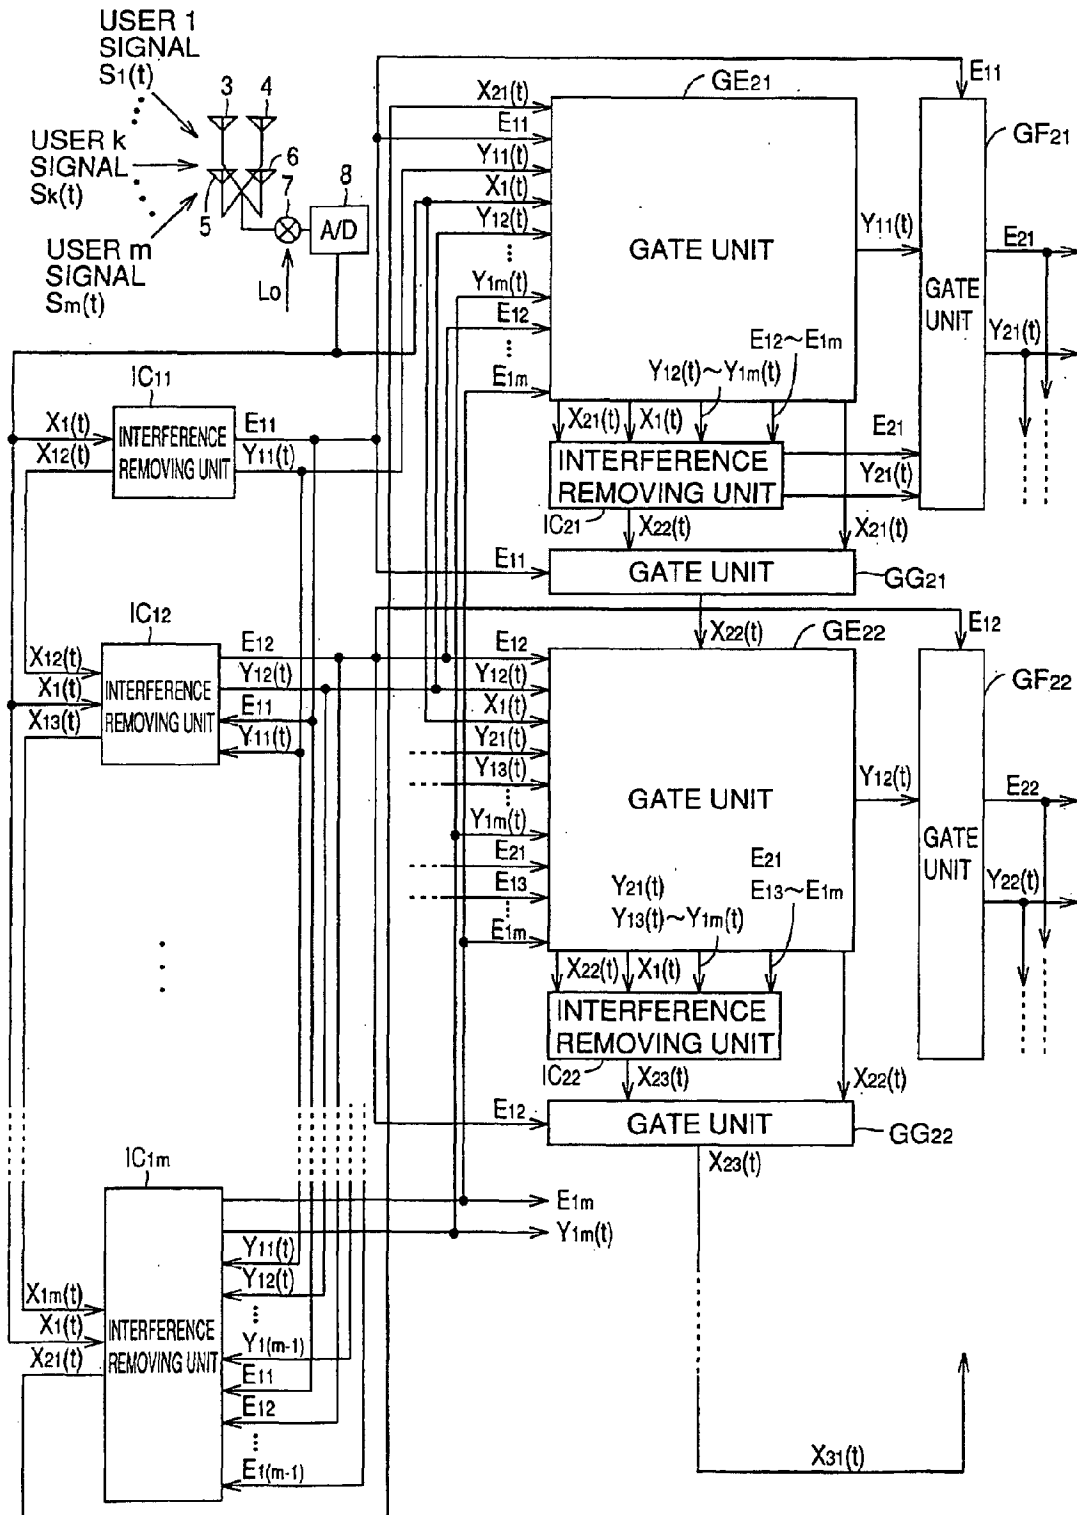 USER 1
SIGNAL
S1(t)
USER k
SIGNAL
Sk(t)
USER m
SIGNAL
Sm(t)
3
4
5
6
7
8
A/D
Lo
X21(t)
E11
Y11(t)
X1(t)
Y12(t)
Y1m(t)
E12
E1m
GE21
GATE UNIT
E12~E1m
Y12(t)~Y1m(t)
Y11(t)
E11
GF21
GATE
UNIT
E21
Y21(t)
X21(t)
X1(t)
E21
Y21(t)
INTERFERENCE
REMOVING UNIT
IC21
X22(t)
X21(t)
E11
GATE UNIT
GG21
X22(t)
IC11
X1(t)
X12(t)
INTERFERENCE
REMOVING UNIT
E11
Y11(t)
IC12
X12(t)
X1(t)
X13(t)
INTERFERENCE
REMOVING UNIT
E12
Y12(t)
E11
Y11(t)
GE22
E12
Y12(t)
X1(t)
Y21(t)
Y13(t)
Y1m(t)
E21
E13
E1m
GATE UNIT
Y21(t)
Y13(t)~Y1m(t)
E21
E13~E1m
Y12(t)
E12
GF22
GATE
UNIT
E22
Y22(t)
X22(t)
X1(t)
INTERFERENCE
REMOVING UNIT
IC22
X23(t)
X22(t)
E12
GATE UNIT
GG22
X23(t)
IC1m
X1m(t)
X1(t)
X21(t)
INTERFERENCE
REMOVING UNIT
E1m
Y1m(t)
Y11(t)
Y12(t)
Y1(m-1)
E11
E12
E1(m-1)
X31(t)